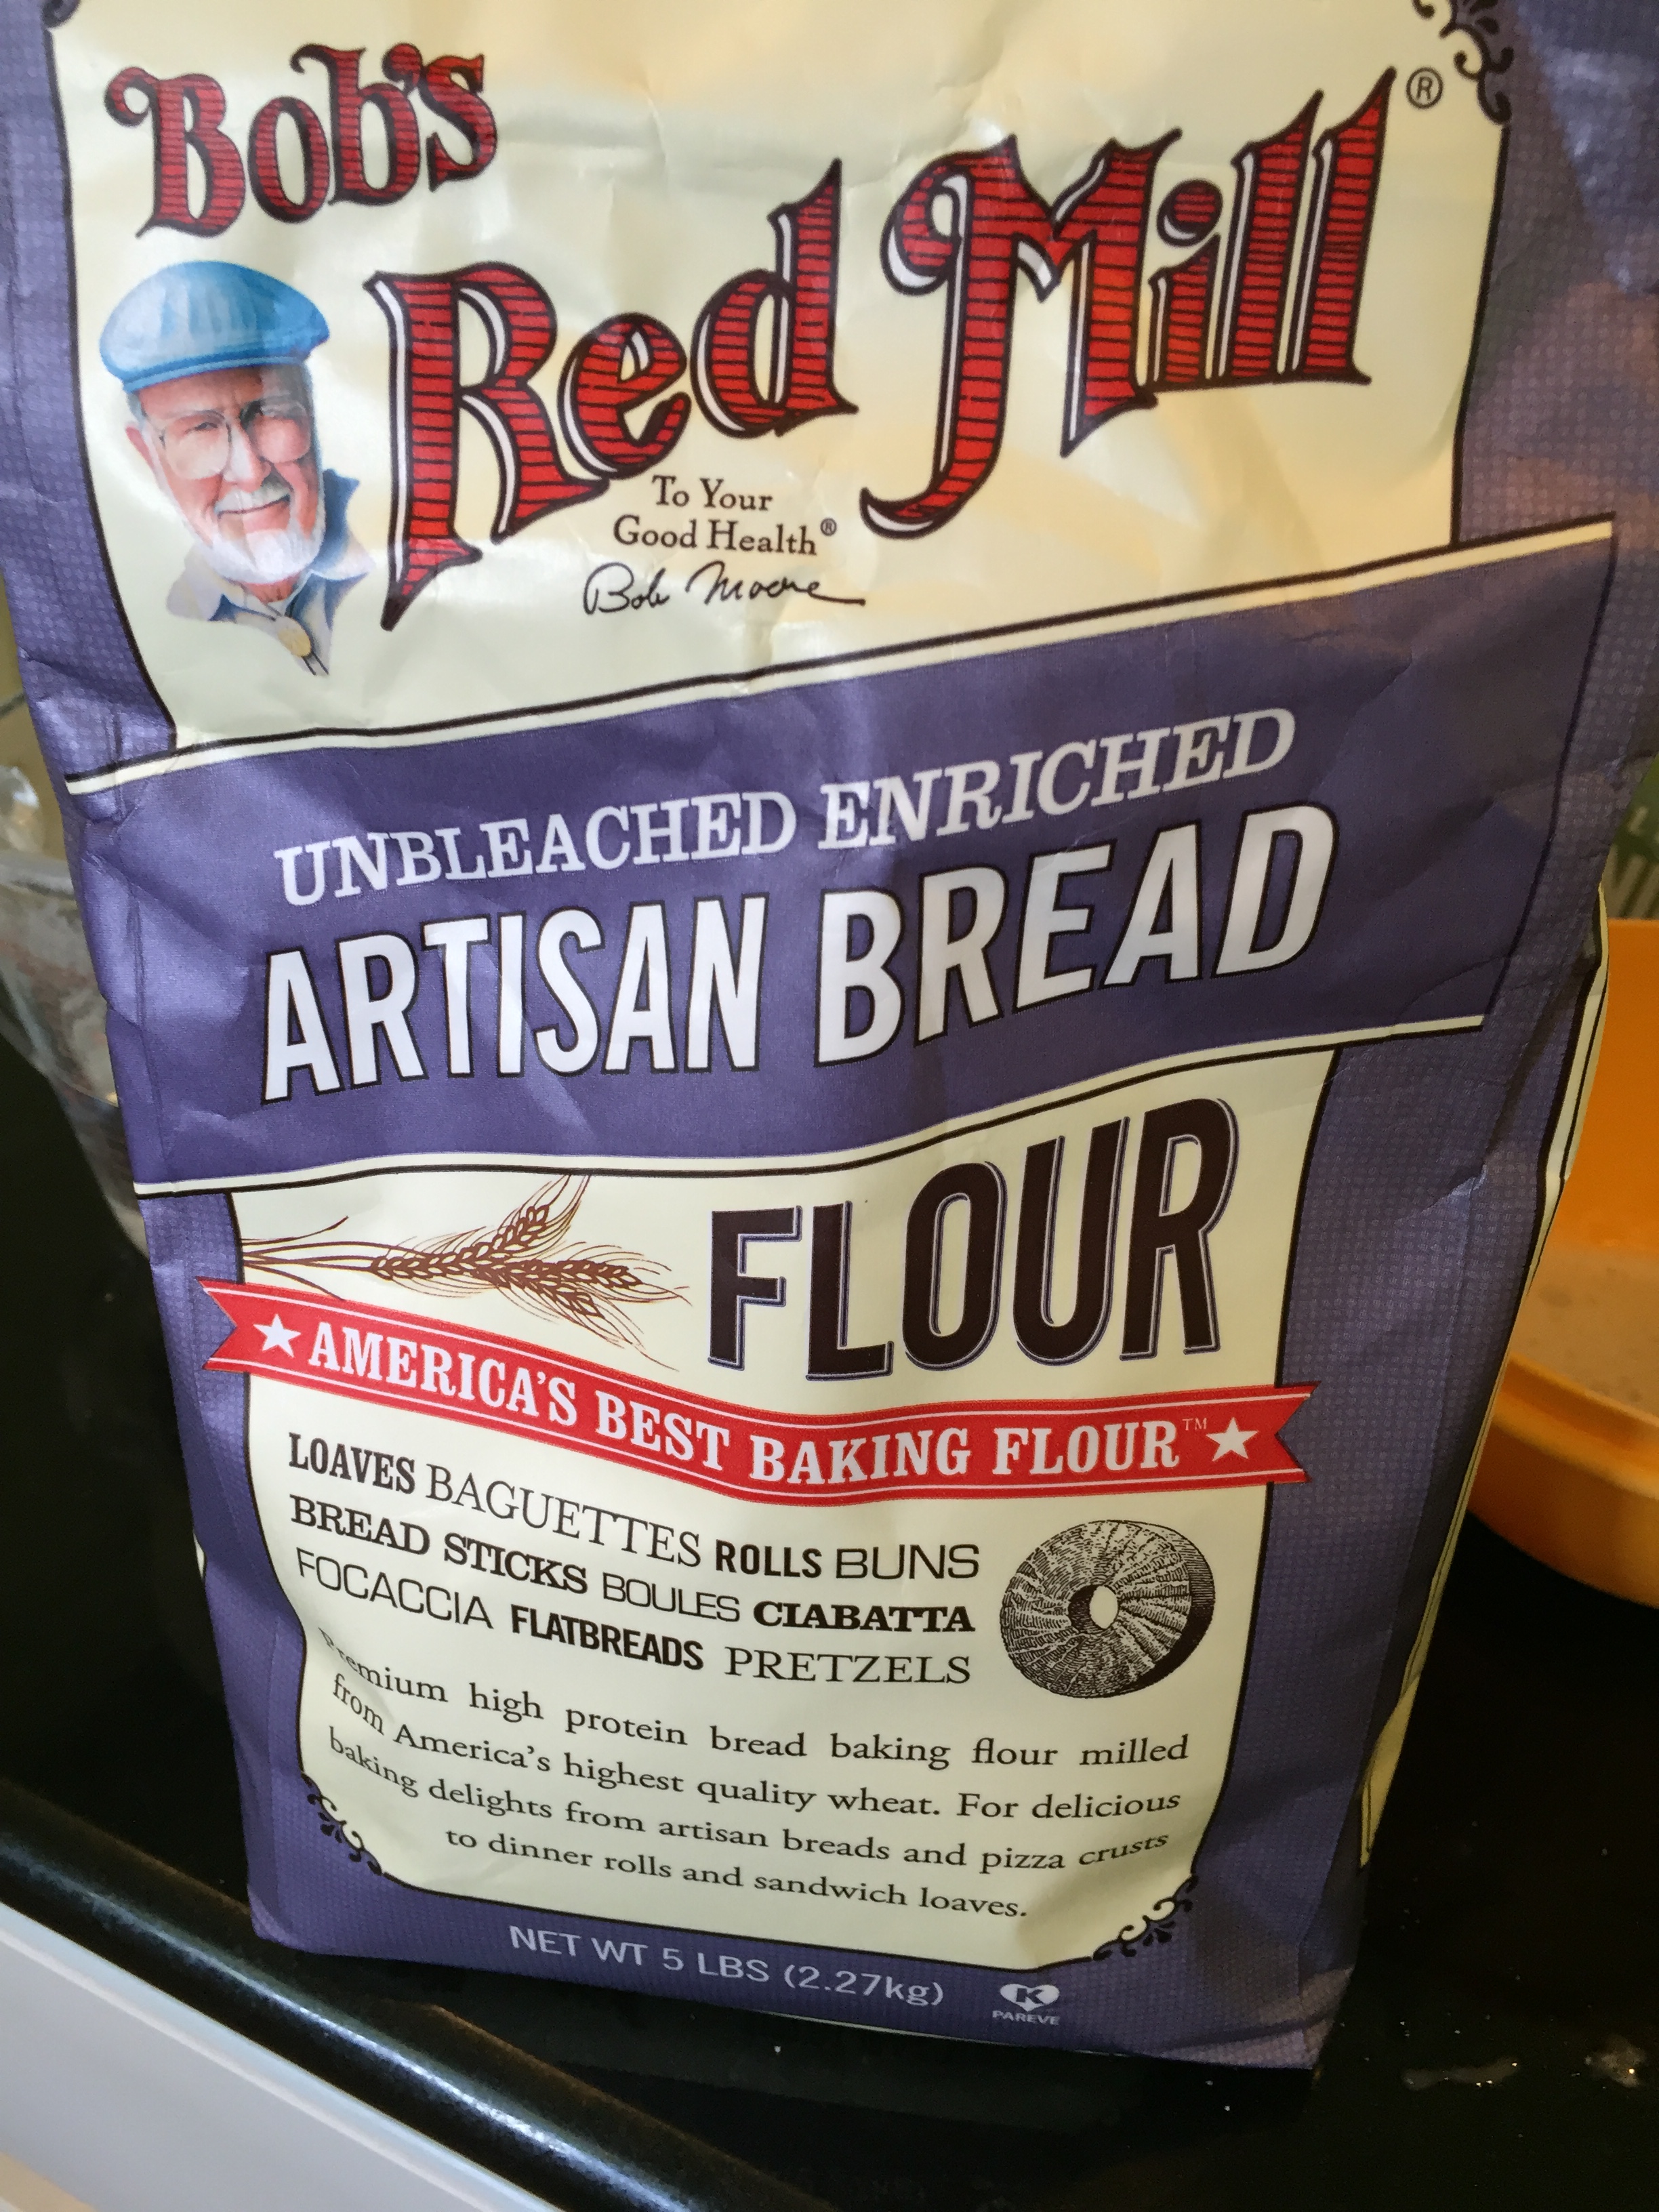 Bob's
Red Mill®
To Your
Good Health®
Bob Moore
UNBLEACHED ENRICHED
ARTISAN BREAD
FLOUR
★ AMERICA'S BEST BAKING FLOUR™ ★
LOAVES BAGUETTES ROLLS BUNS
BREAD STICKS BOULES CIABATTA
FOCACCIA FLATBREADS PRETZELS
Premium high protein bread baking flour milled
from America's highest quality wheat. For delicious
baking delights from artisan breads and pizza crusts
to dinner rolls and sandwich loaves.
NET WT 5 LBS (2.27kg)
K
PAREVE